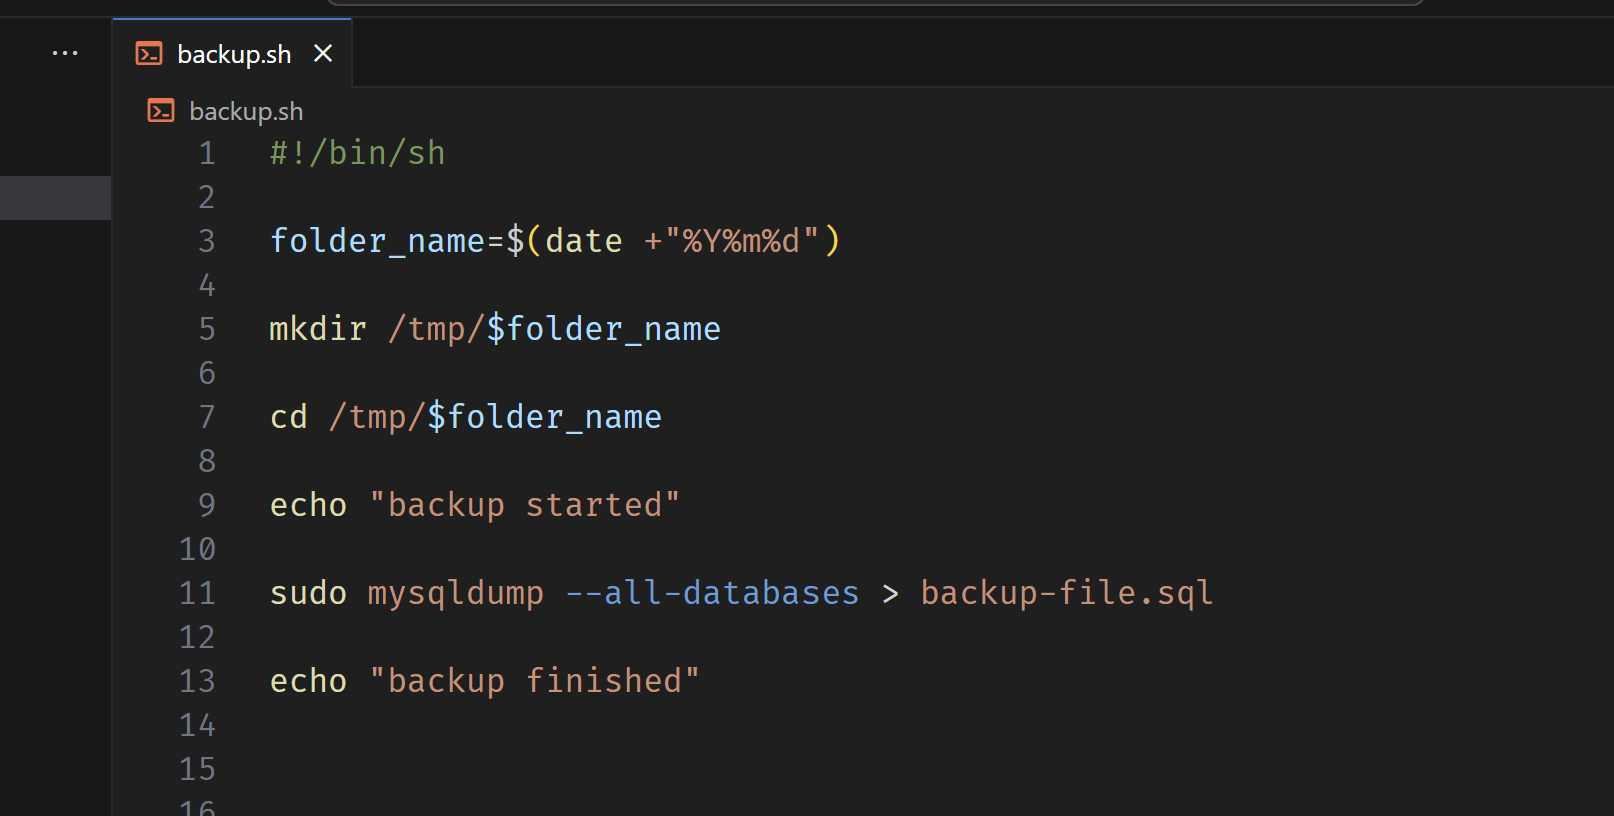 backup.sh
backup.sh
1 #!/bin/sh
2
3 folder_name=$(date +"%Y%m%d")
4
5 mkdir /tmp/$folder_name
6
7 cd /tmp/$folder_name
8
9 echo "backup started"
10
11 sudo mysqldump --all-databases > backup-file.sql
12
13 echo "backup finished"
14
15
16